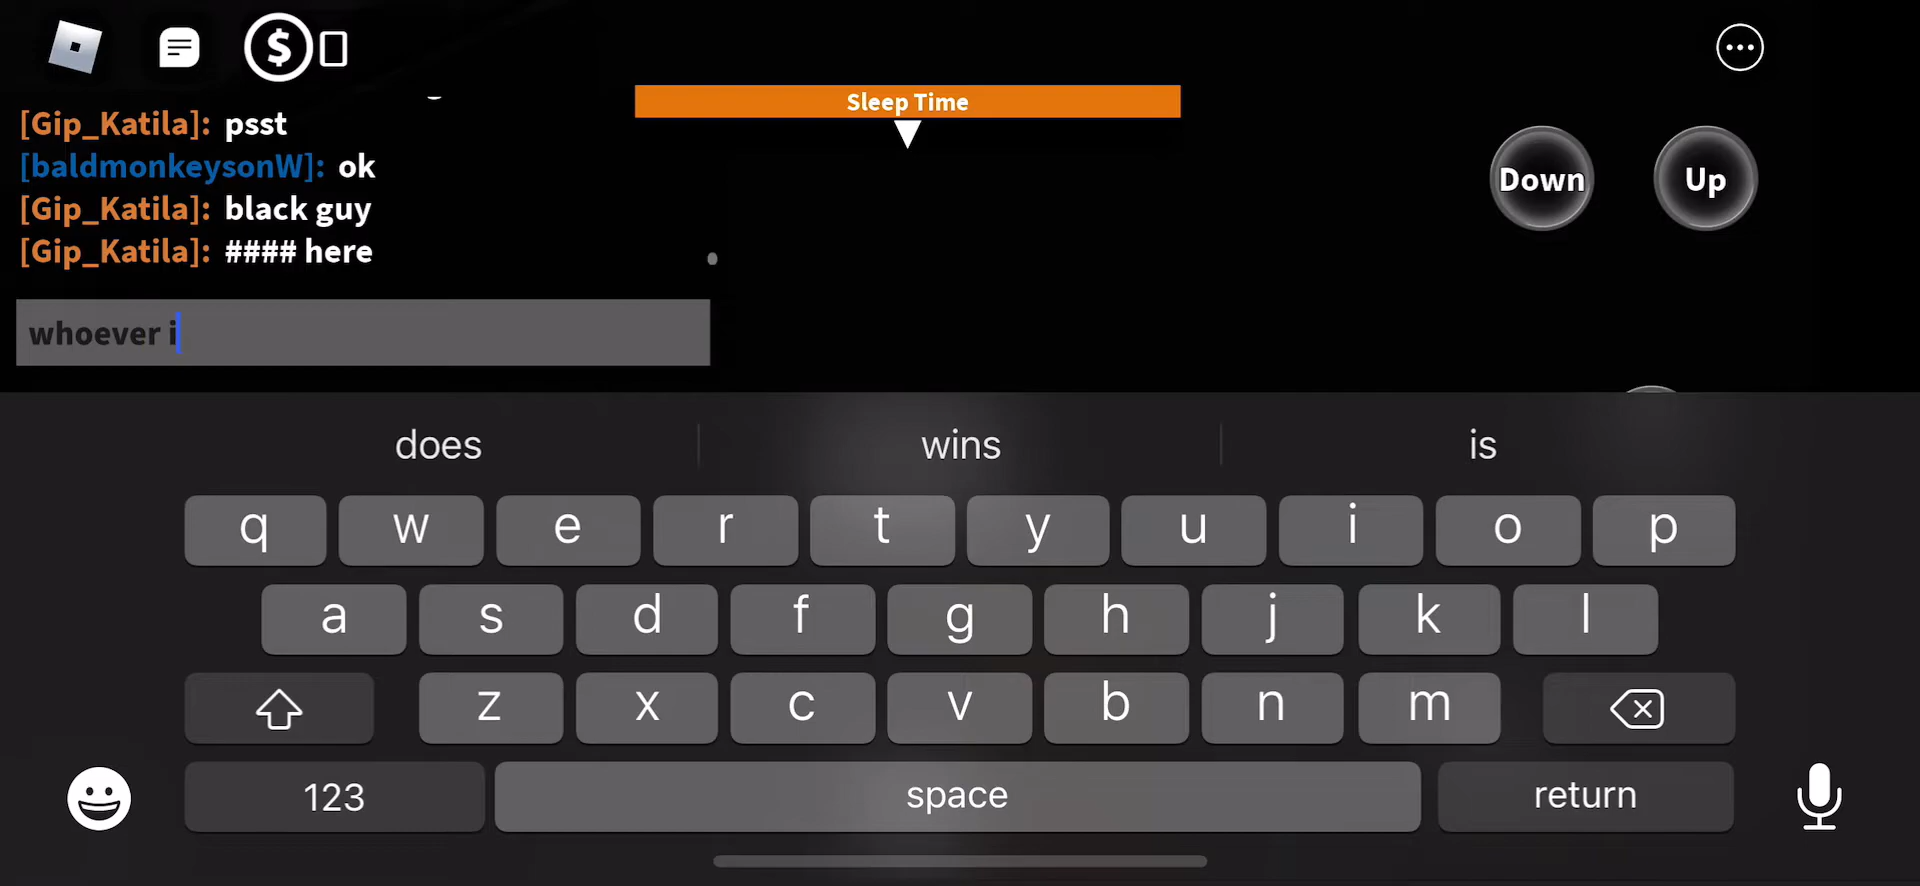 $
Sleep Time
[Gip_Katila]: psst
[baldmonkeysonW]: ok
[Gip_Katila]: black guy
[Gip_Katila]: #### here
Down
Up
whoever i
does
wins
is
q w e r t y u i o p
a s d f g h j k l
z x c v b n m
123
space
return